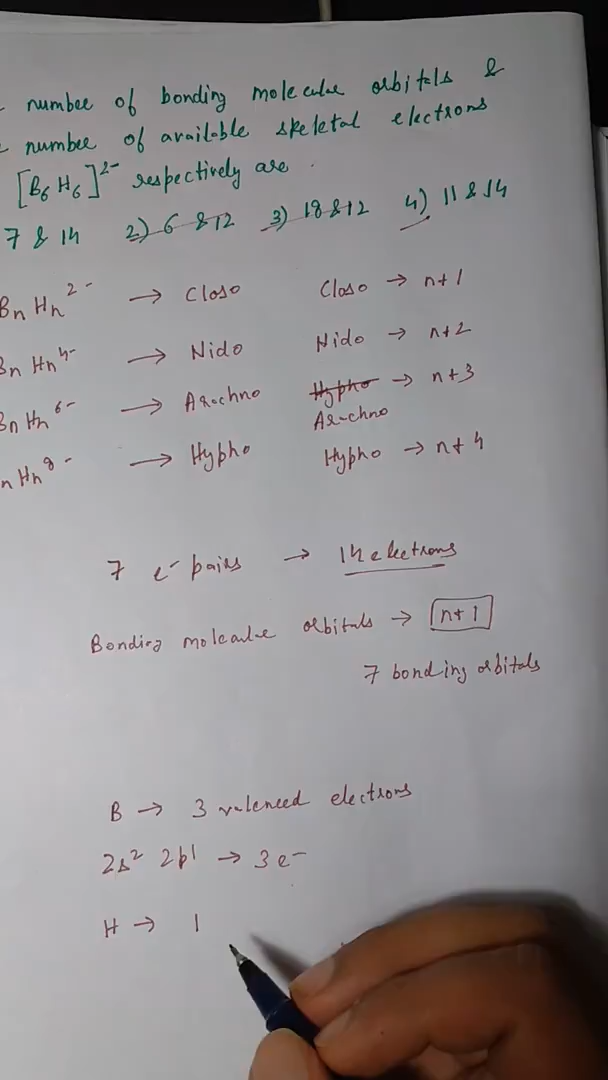 number of bonding molecular orbitals &
number of available skeletal electrons
[B6H6]2- respectively are .
7 & 14 2) 6 & 12 3) 18 & 12 4) 11 & 14
BnHn2- → Closo Closo → n+1
BnHn4- → Nido Nido → n+2
BnHn6- → Arachno Hypho → n+3
Arachno
nHn8- → Hypho Hypho → n+4
7 e- pairs → 14 electrons
Bonding molecular orbitals → n+1
7 bonding orbitals
B → 3 valenced electrons
2s2 2p1 → 3e-
H → 1